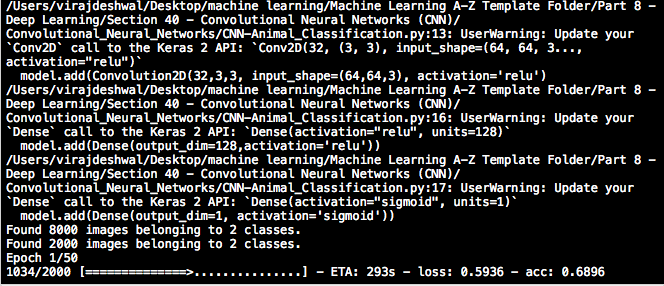 /Users/virajdeshwal/Desktop/machine learning/Machine Learning A-Z Template Folder/Part 8 -
Deep Learning/Section 40 - Convolutional Neural Networks (CNN)/
Convolutional_Neural_Networks/CNN-Animal_Classification.py:13: UserWarning: Update your
`Conv2D` call to the Keras 2 API: `Conv2D(32, (3, 3), input_shape=(64, 64, 3...,
activation="relu")`
  model.add(Convolution2D(32,3,3, input_shape=(64,64,3), activation='relu')
/Users/virajdeshwal/Desktop/machine learning/Machine Learning A-Z Template Folder/Part 8 -
Deep Learning/Section 40 - Convolutional Neural Networks (CNN)/
Convolutional_Neural_Networks/CNN-Animal_Classification.py:16: UserWarning: Update your
`Dense` call to the Keras 2 API: `Dense(activation="relu", units=128)`
  model.add(Dense(output_dim=128,activation='relu'))
/Users/virajdeshwal/Desktop/machine learning/Machine Learning A-Z Template Folder/Part 8 -
Deep Learning/Section 40 - Convolutional Neural Networks (CNN)/
Convolutional_Neural_Networks/CNN-Animal_Classification.py:17: UserWarning: Update your
`Dense` call to the Keras 2 API: `Dense(activation="sigmoid", units=1)`
  model.add(Dense(output_dim=1, activation='sigmoid'))
Found 8000 images belonging to 2 classes.
Found 2000 images belonging to 2 classes.
Epoch 1/50
1034/2000 [==============>...............] - ETA: 293s - loss: 0.5936 - acc: 0.6896